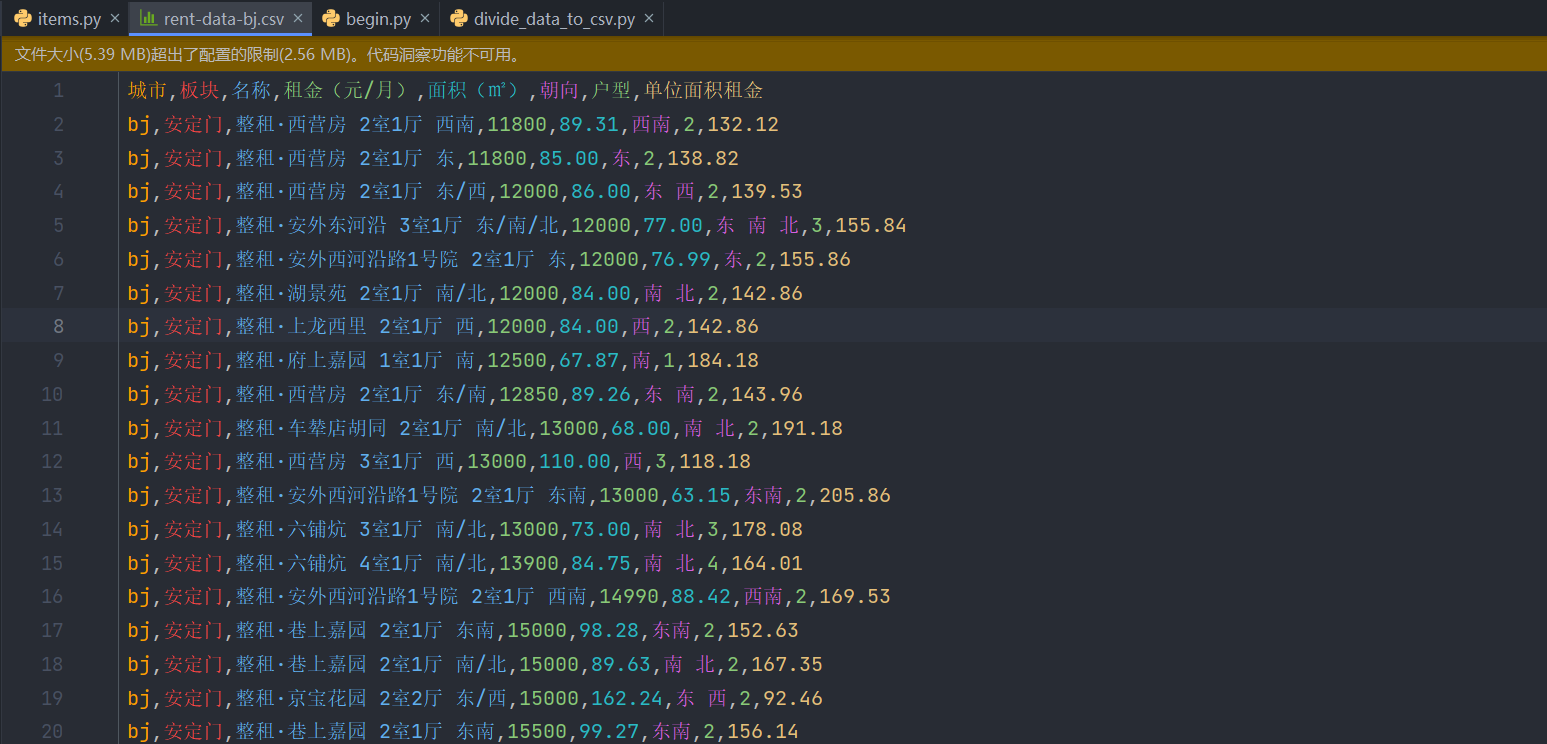 items.py × rent-data-bj.csv × begin.py × divide_data_to_csv.py ×
文件大小(5.39 MB)超出了配置的限制(2.56 MB)。代码洞察功能不可用。
1 城市,板块,名称,租金（元/月）,面积（㎡）,朝向,户型,单位面积租金
2 bj,安定门,整租·西营房 2室1厅 西南,11800,89.31,西南,2,132.12
3 bj,安定门,整租·西营房 2室1厅 东,11800,85.00,东,2,138.82
4 bj,安定门,整租·西营房 2室1厅 东/西,12000,86.00,东 西,2,139.53
5 bj,安定门,整租·安外东河沿 3室1厅 东/南/北,12000,77.00,东 南 北,3,155.84
6 bj,安定门,整租·安外西河沿路1号院 2室1厅 东,12000,76.99,东,2,155.86
7 bj,安定门,整租·湖景苑 2室1厅 南/北,12000,84.00,南 北,2,142.86
8 bj,安定门,整租·上龙西里 2室1厅 西,12000,84.00,西,2,142.86
9 bj,安定门,整租·府上嘉园 1室1厅 南,12500,67.87,南,1,184.18
10 bj,安定门,整租·西营房 2室1厅 东/南,12850,89.26,东 南,2,143.96
11 bj,安定门,整租·车辇店胡同 2室1厅 南/北,13000,68.00,南 北,2,191.18
12 bj,安定门,整租·西营房 3室1厅 西,13000,110.00,西,3,118.18
13 bj,安定门,整租·安外西河沿路1号院 2室1厅 东南,13000,63.15,东南,2,205.86
14 bj,安定门,整租·六铺炕 3室1厅 南/北,13000,73.00,南 北,3,178.08
15 bj,安定门,整租·六铺炕 4室1厅 南/北,13900,84.75,南 北,4,164.01
16 bj,安定门,整租·安外西河沿路1号院 2室1厅 西南,14990,88.42,西南,2,169.53
17 bj,安定门,整租·巷上嘉园 2室1厅 东南,15000,98.28,东南,2,152.63
18 bj,安定门,整租·巷上嘉园 2室1厅 南/北,15000,89.63,南 北,2,167.35
19 bj,安定门,整租·京宝花园 2室2厅 东/西,15000,162.24,东 西,2,92.46
20 bj,安定门,整租·巷上嘉园 2室1厅 东南,15500,99.27,东南,2,156.14